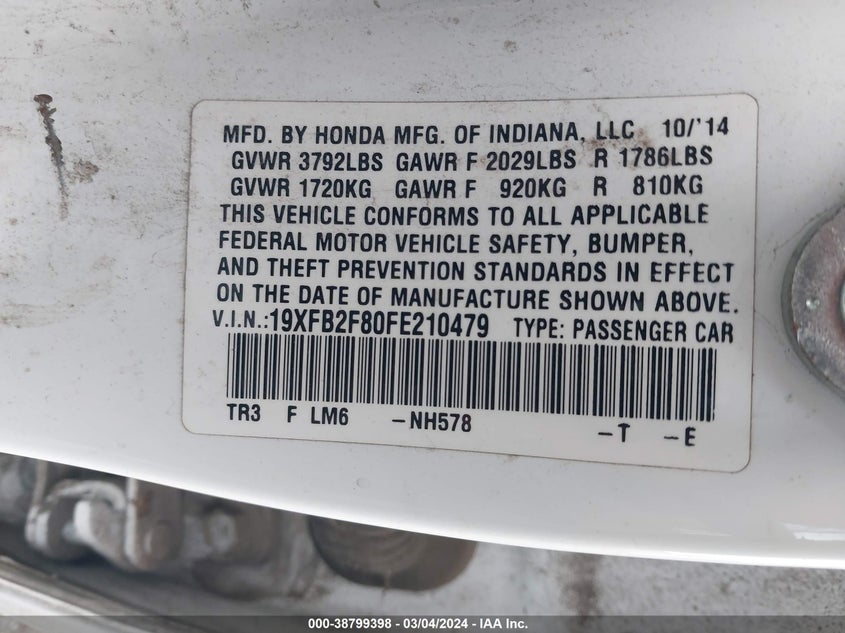 MFD. BY HONDA MFG. OF INDIANA, LLC 10/'14
GVWR 3792LBS GAWR F 2029LBS R 1786LBS
GVWR 1720KG GAWR F 920KG R 810KG
THIS VEHICLE CONFORMS TO ALL APPLICABLE
FEDERAL MOTOR VEHICLE SAFETY, BUMPER,
AND THEFT PREVENTION STANDARDS IN EFFECT
ON THE DATE OF MANUFACTURE SHOWN ABOVE.
V.I.N.:19XFB2F80FE210479 TYPE: PASSENGER CAR
TR3 F LM6 -NH578 -T -E
000-38799398 - 03/04/2024 - IAA Inc.